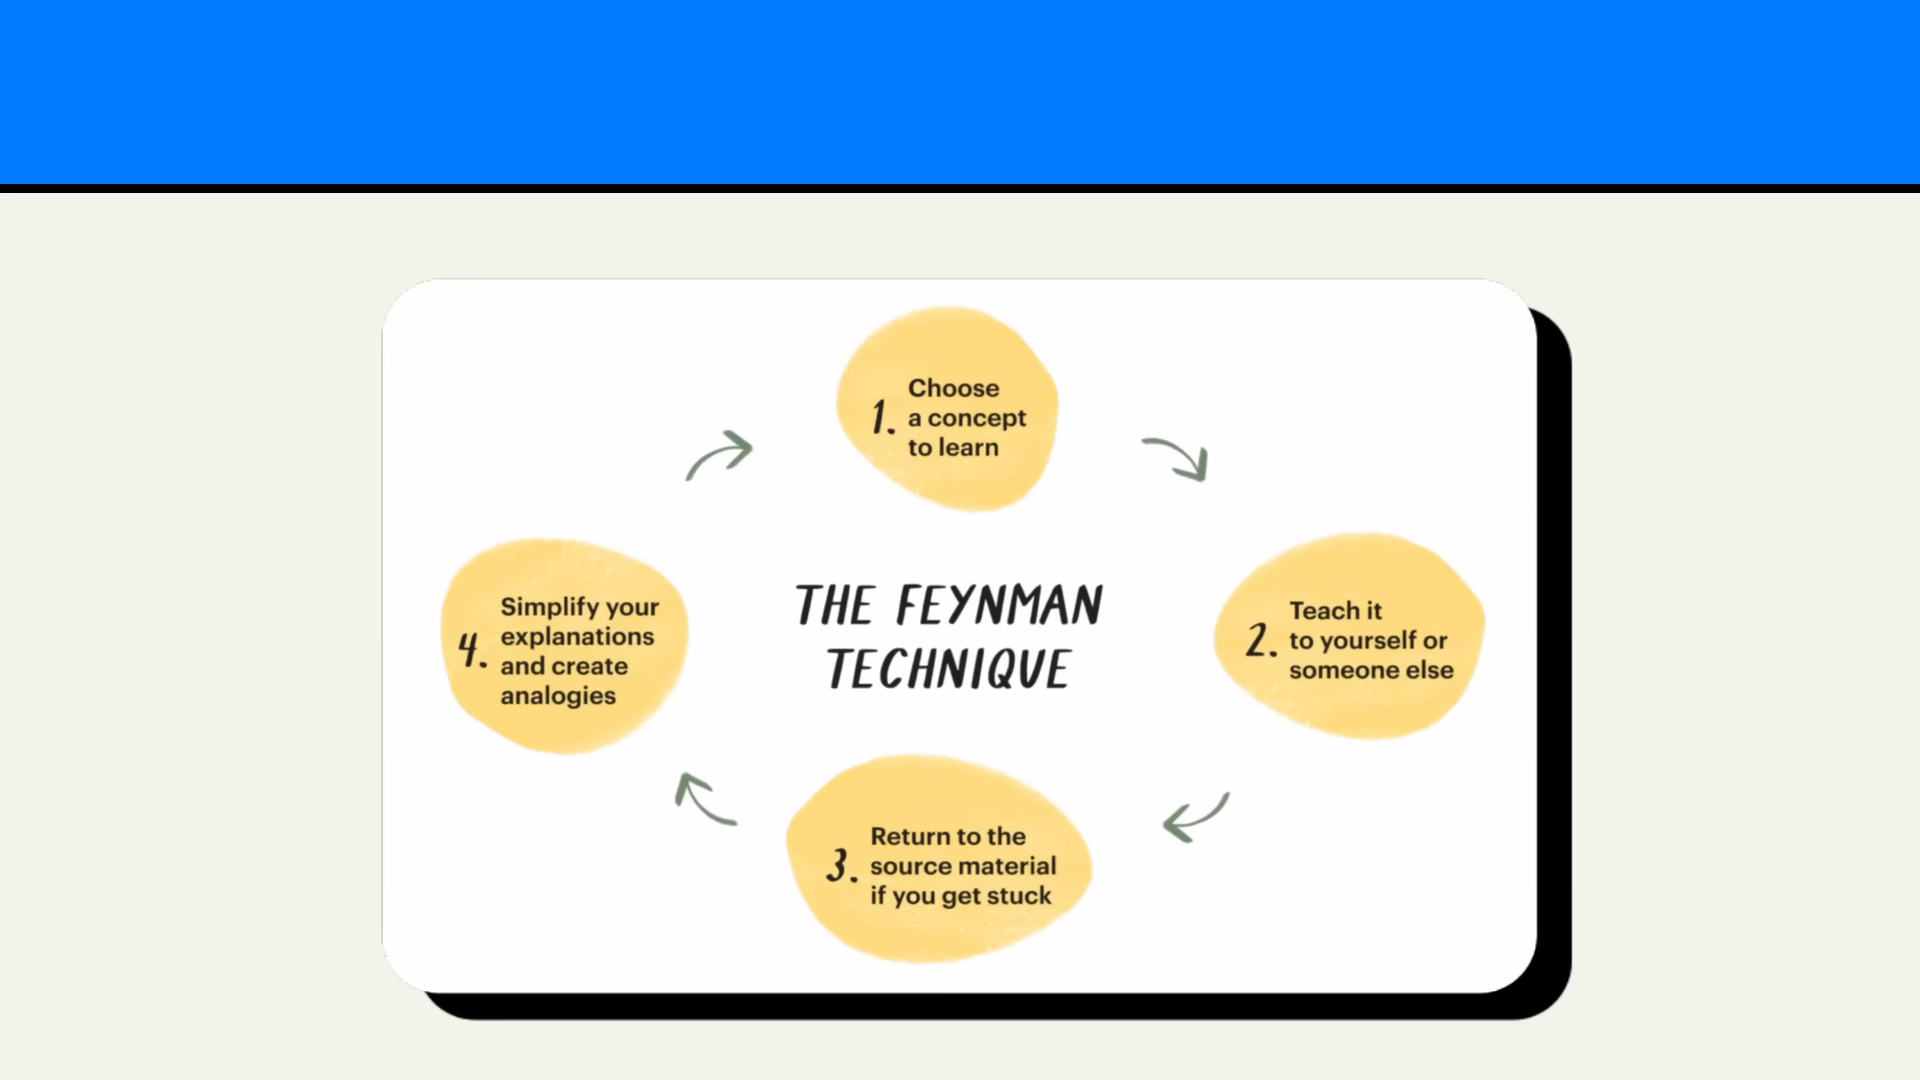 1.
Choose
a concept
to learn
THE FEYNMAN
TECHNIQUE
2.
Teach it
to yourself or
someone else
3.
Return to the
source material
if you get stuck
4.
Simplify your
explanations
and create
analogies